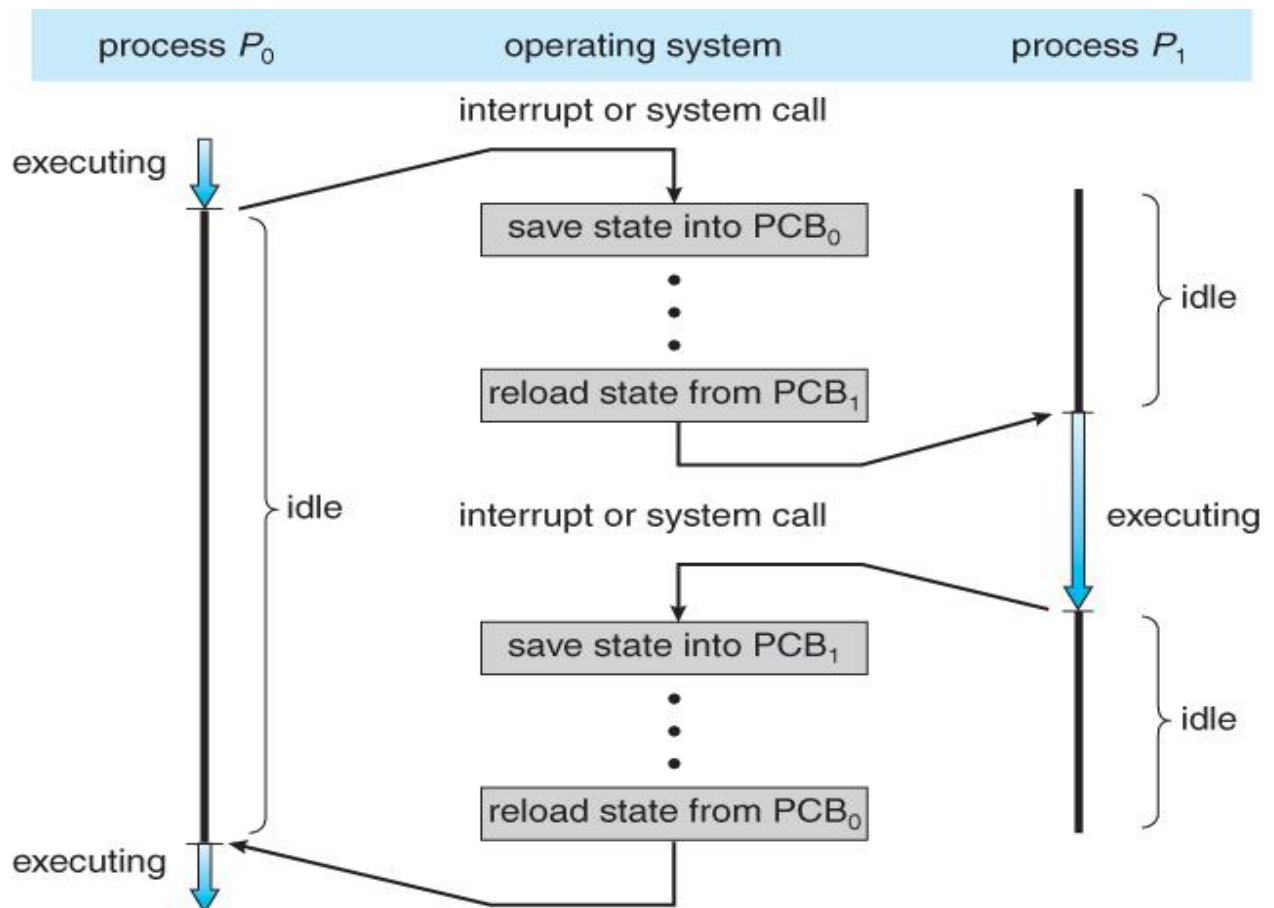 process P₀ operating system process P₁
interrupt or system call
executing
save state into PCB₀
idle
reload state from PCB₁
idle
interrupt or system call
executing
save state into PCB₁
idle
reload state from PCB₀
executing